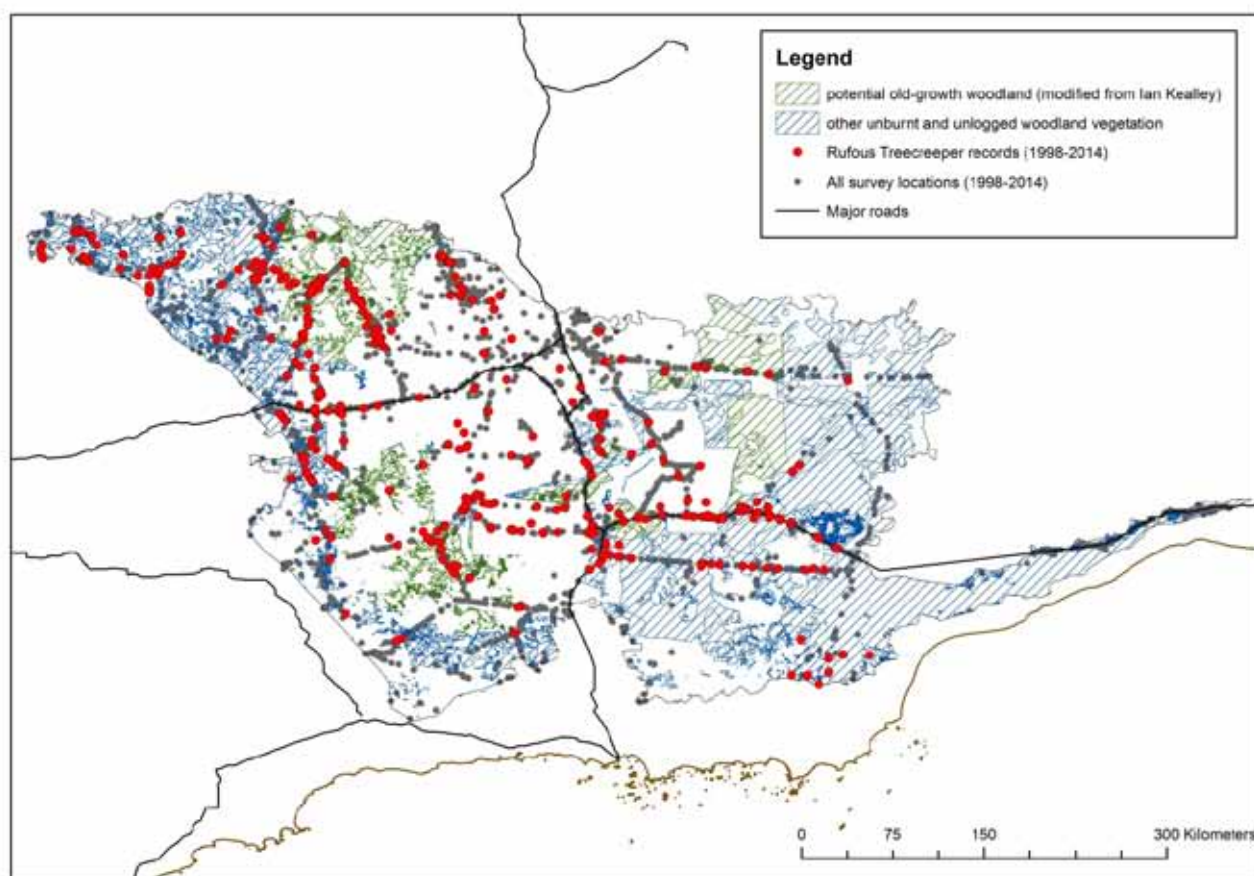 Legend
potential old-growth woodland (modified from Ian Kealley)
other unburnt and unlogged woodland vegetation
Rufous Treecreeper records (1998-2014)
All survey locations (1998-2014)
Major roads
0 75 150 300 Kilometers